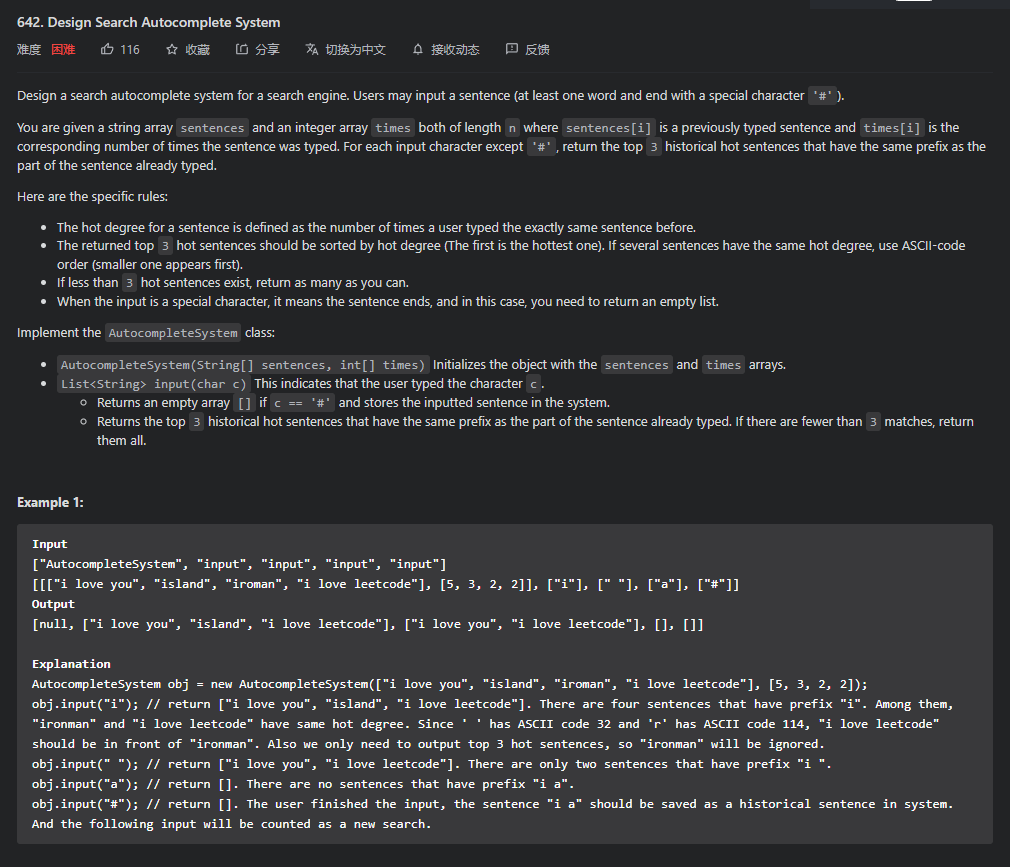 642. Design Search Autocomplete System
难度 困难 116 收藏 分享 切换为中文 接收动态 反馈
Design a search autocomplete system for a search engine. Users may input a sentence (at least one word and end with a special character '#').
You are given a string array sentences and an integer array times both of length n where sentences[i] is a previously typed sentence and times[i] is the
corresponding number of times the sentence was typed. For each input character except '#', return the top 3 historical hot sentences that have the same prefix as the
part of the sentence already typed.
Here are the specific rules:
• The hot degree for a sentence is defined as the number of times a user typed the exactly same sentence before.
• The returned top 3 hot sentences should be sorted by hot degree (The first is the hottest one). If several sentences have the same hot degree, use ASCII-code
order (smaller one appears first).
• If less than 3 hot sentences exist, return as many as you can.
• When the input is a special character, it means the sentence ends, and in this case, you need to return an empty list.
Implement the AutocompleteSystem class:
• AutocompleteSystem(String[] sentences, int[] times) Initializes the object with the sentences and times arrays.
• List<String> input(char c) This indicates that the user typed the character c.
○ Returns an empty array [] if c == '#' and stores the inputted sentence in the system.
○ Returns the top 3 historical hot sentences that have the same prefix as the part of the sentence already typed. If there are fewer than 3 matches, return
them all.
Example 1:
Input
["AutocompleteSystem", "input", "input", "input", "input"]
[[["i love you", "island", "iroman", "i love leetcode"], [5, 3, 2, 2]], ["i"], [" "], ["a"], ["#"]]
Output
[null, ["i love you", "island", "i love leetcode"], ["i love you", "i love leetcode"], [], []]
Explanation
AutocompleteSystem obj = new AutocompleteSystem(["i love you", "island", "iroman", "i love leetcode"], [5, 3, 2, 2]);
obj.input("i"); // return ["i love you", "island", "i love leetcode"]. There are four sentences that have prefix "i". Among them,
"ironman" and "i love leetcode" have same hot degree. Since ' ' has ASCII code 32 and 'r' has ASCII code 114, "i love leetcode"
should be in front of "ironman". Also we only need to output top 3 hot sentences, so "ironman" will be ignored.
obj.input(" "); // return ["i love you", "i love leetcode"]. There are only two sentences that have prefix "i ".
obj.input("a"); // return []. There are no sentences that have prefix "i a".
obj.input("#"); // return []. The user finished the input, the sentence "i a" should be saved as a historical sentence in system.
And the following input will be counted as a new search.